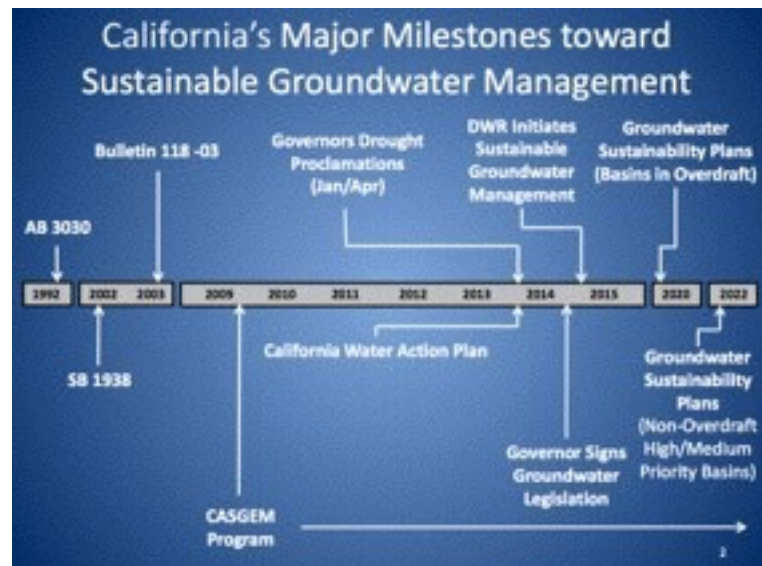 California's Major Milestones toward
Sustainable Groundwater Management
AB 3030
Bulletin 118 -03
Governors Drought
Proclamations
(Jan/Apr)
DWR Initiates
Sustainable
Groundwater
Management
Groundwater
Sustainability Plans
(Basins in Overdraft)
1992 2002 2003 2009 2010 2011 2012 2013 2014 2015 2020 2022
SB 1938
CASGEM
Program
California Water Action Plan
Governor Signs
Groundwater
Legislation
Groundwater
Sustainability
Plans
(Non-Overdraft
High/Medium
Priority Basins)
2